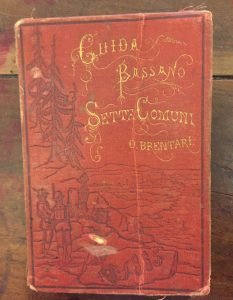 GUIDA
BASSANO
SETTE COMUNI
O. BRENTARI